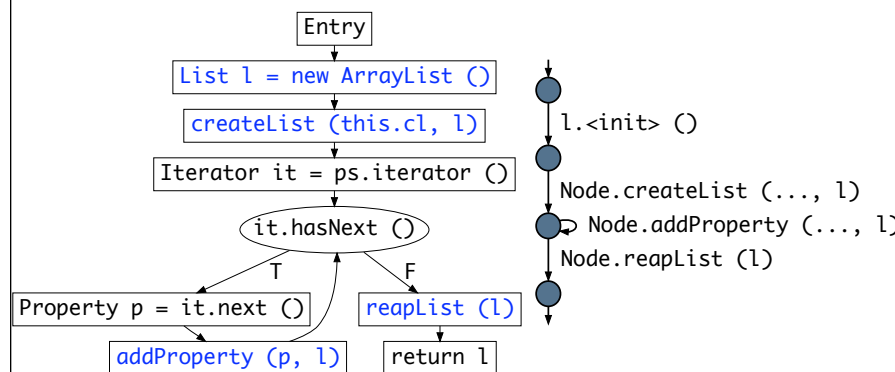 Entry
List l = new ArrayList ()
createList (this.cl, l)
Iterator it = ps.iterator ()
it.hasNext ()
T
F
Property p = it.next ()
reapList (l)
addProperty (p, l)
return l
l.<init> ()
Node.createList (..., l)
Node.addProperty (..., l)
Node.reapList (l)